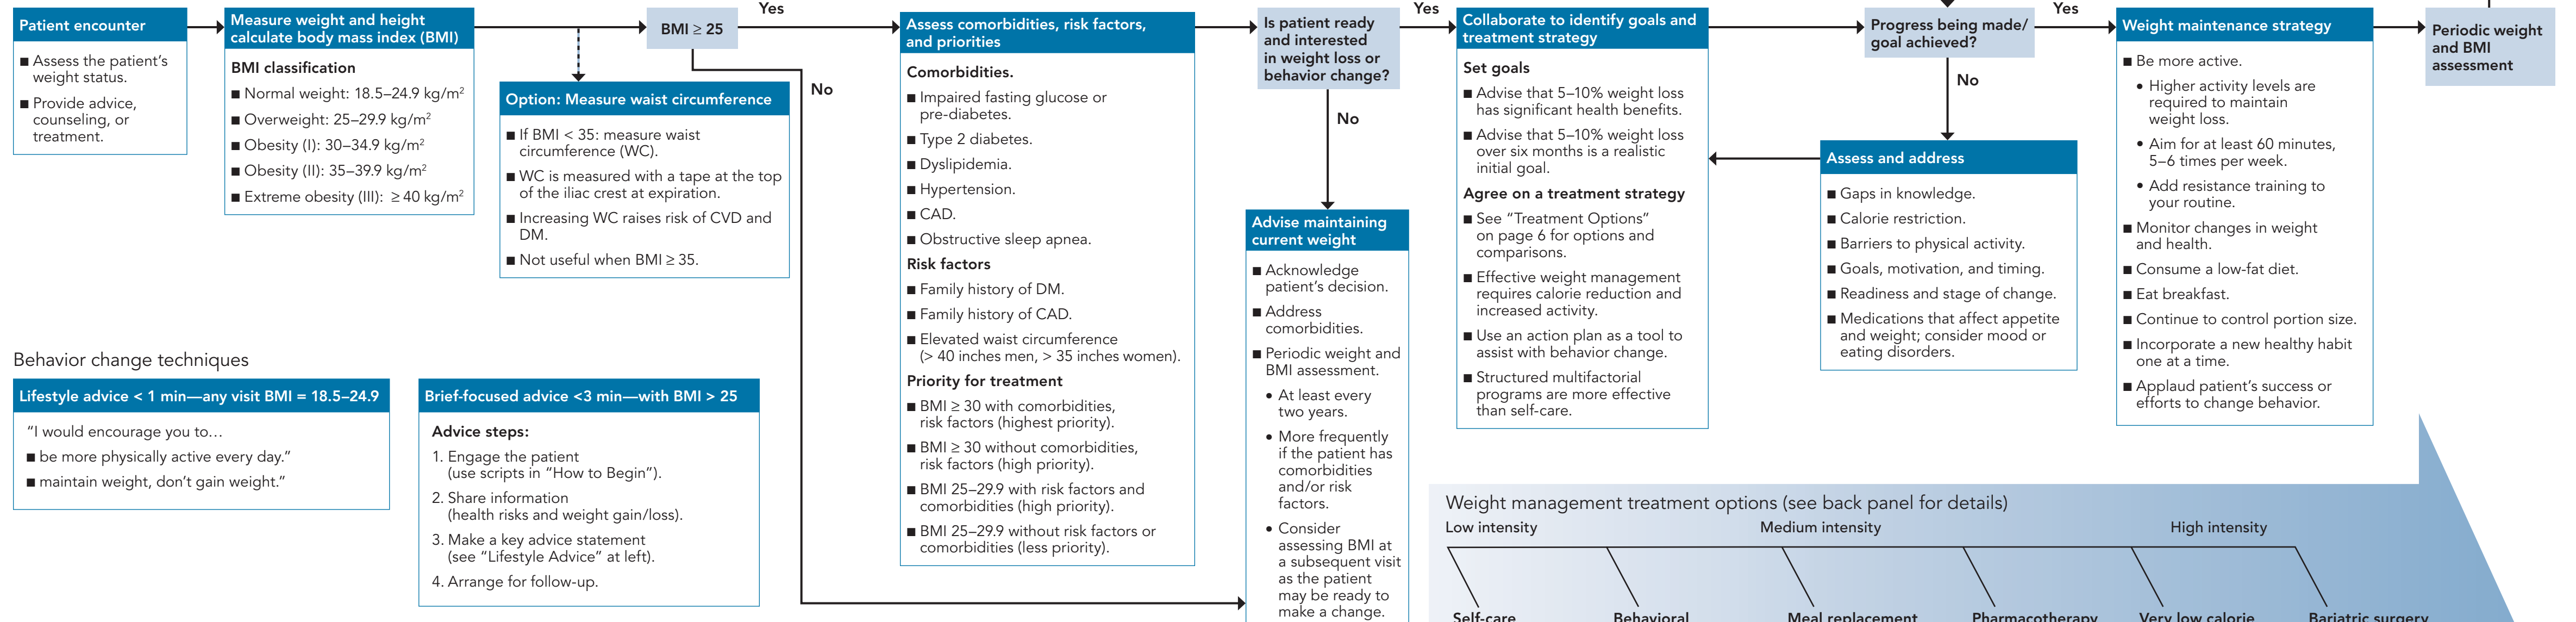 Patient encounter
■ Assess the patient’s
weight status.
■ Provide advice,
counseling, or
treatment.
Measure weight and height
calculate body mass index (BMI)
BMI classification
■ Normal weight: 18.5–24.9 kg/m²
■ Overweight: 25–29.9 kg/m²
■ Obesity (I): 30–34.9 kg/m²
■ Obesity (II): 35–39.9 kg/m²
■ Extreme obesity (III): ≥ 40 kg/m²
Option: Measure waist circumference
■ If BMI < 35: measure waist
circumference (WC).
■ WC is measured with a tape at the top
of the iliac crest at expiration.
■ Increasing WC raises risk of CVD and
DM.
■ Not useful when BMI ≥ 35.
BMI ≥ 25
Yes
No
Assess comorbidities, risk factors,
and priorities
Comorbidities.
■ Impaired fasting glucose or
pre-diabetes.
■ Type 2 diabetes.
■ Dyslipidemia.
■ Hypertension.
■ CAD.
■ Obstructive sleep apnea.
Risk factors
■ Family history of DM.
■ Family history of CAD.
■ Elevated waist circumference
(> 40 inches men, > 35 inches women).
Priority for treatment
■ BMI ≥ 30 with comorbidities,
risk factors (highest priority).
■ BMI ≥ 30 without comorbidities,
risk factors (high priority).
■ BMI 25–29.9 with risk factors and
comorbidities (high priority).
■ BMI 25–29.9 without risk factors or
comorbidities (less priority).
Is patient ready
and interested
in weight loss or
behavior change?
Yes
No
Advise maintaining
current weight
■ Acknowledge
patient’s decision.
■ Address
comorbidities.
■ Periodic weight and
BMI assessment.
• At least every
two years.
• More frequently
if the patient has
comorbidities
and/or risk
factors.
• Consider
assessing BMI at
a subsequent visit
as the patient
may be ready to
make a change.
Collaborate to identify goals and
treatment strategy
Set goals
■ Advise that 5–10% weight loss
has significant health benefits.
■ Advise that 5–10% weight loss
over six months is a realistic
initial goal.
Agree on a treatment strategy
■ See “Treatment Options”
on page 6 for options and
comparisons.
■ Effective weight management
requires calorie reduction and
increased activity.
■ Use an action plan as a tool to
assist with behavior change.
■ Structured multifactorial
programs are more effective
than self-care.
Progress being made/
goal achieved?
Yes
No
Assess and address
■ Gaps in knowledge.
■ Calorie restriction.
■ Barriers to physical activity.
■ Goals, motivation, and timing.
■ Readiness and stage of change.
■ Medications that affect appetite
and weight; consider mood or
eating disorders.
Weight maintenance strategy
■ Be more active.
• Higher activity levels are
required to maintain
weight loss.
• Aim for at least 60 minutes,
5–6 times per week.
• Add resistance training to
your routine.
■ Monitor changes in weight
and health.
■ Consume a low-fat diet.
■ Eat breakfast.
■ Continue to control portion size.
■ Incorporate a new healthy habit
one at a time.
■ Applaud patient’s success or
efforts to change behavior.
Periodic weight
and BMI
assessment
Behavior change techniques
Lifestyle advice < 1 min—any visit BMI = 18.5–24.9
“I would encourage you to…
■ be more physically active every day.”
■ maintain weight, don’t gain weight.”
Brief-focused advice <3 min—with BMI > 25
Advice steps:
1. Engage the patient
(use scripts in “How to Begin”).
2. Share information
(health risks and weight gain/loss).
3. Make a key advice statement
(see “Lifestyle Advice” at left).
4. Arrange for follow-up.
Weight management treatment options (see back panel for details)
Low intensity
Medium intensity
High intensity
Self-care
Behavioral
Meal replacement
Pharmacotherapy
Very low calorie
Bariatric surgery